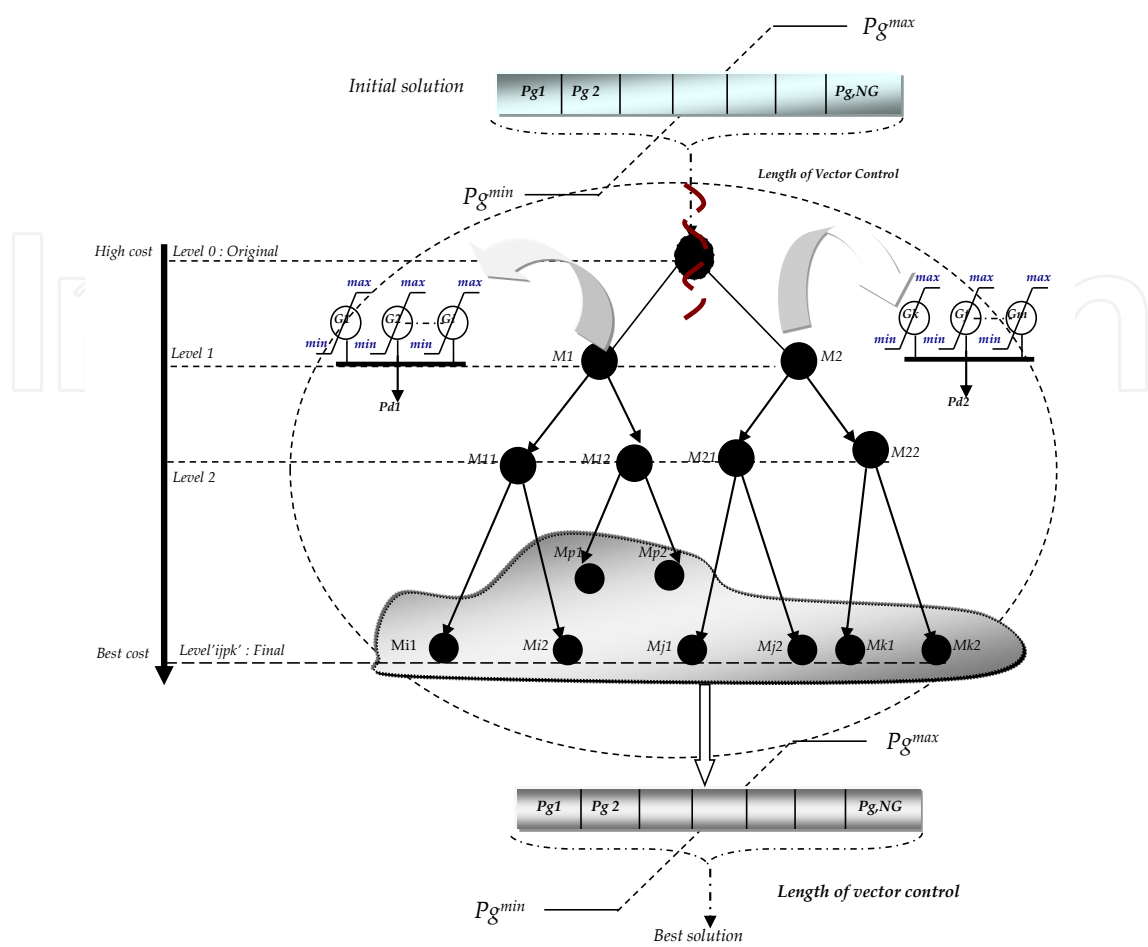 Pg^max
Initial solution
Pg1 Pg 2 Pg,NG
Length of Vector Control
Pg^min
High cost
Level 0 : Original
max max max
max max max
G1 G2 Gi
Gk Gm
min min min
min min min
Level 1
M1
M2
Pd1
Pd2
M11
M12
M21
M22
Level 2
Mp1
Mp2
Best cost
Level'ijpk' : Final
Mi1
Mi2
Mj1
Mj2
Mk1
Mk2
Pg^max
Pg1 Pg 2 Pg,NG
Pg^min
Length of vector control
Best solution